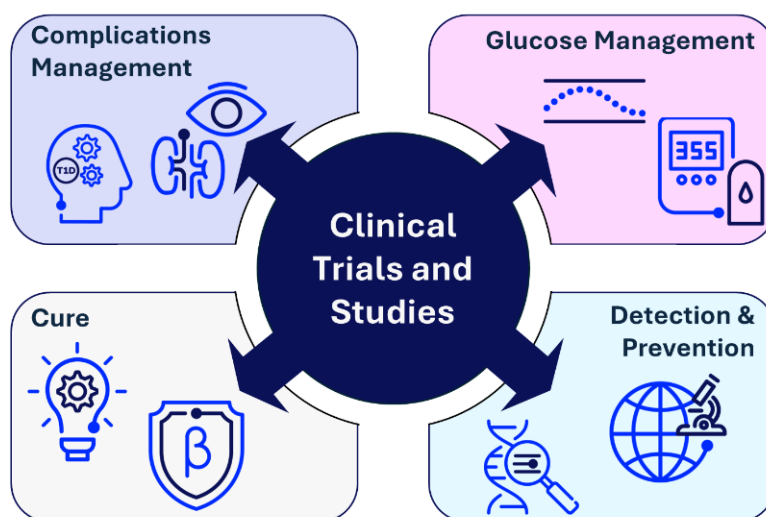 Complications
Management
T1D
Glucose Management
355
Clinical
Trials and
Studies
Cure
β
Detection &
Prevention